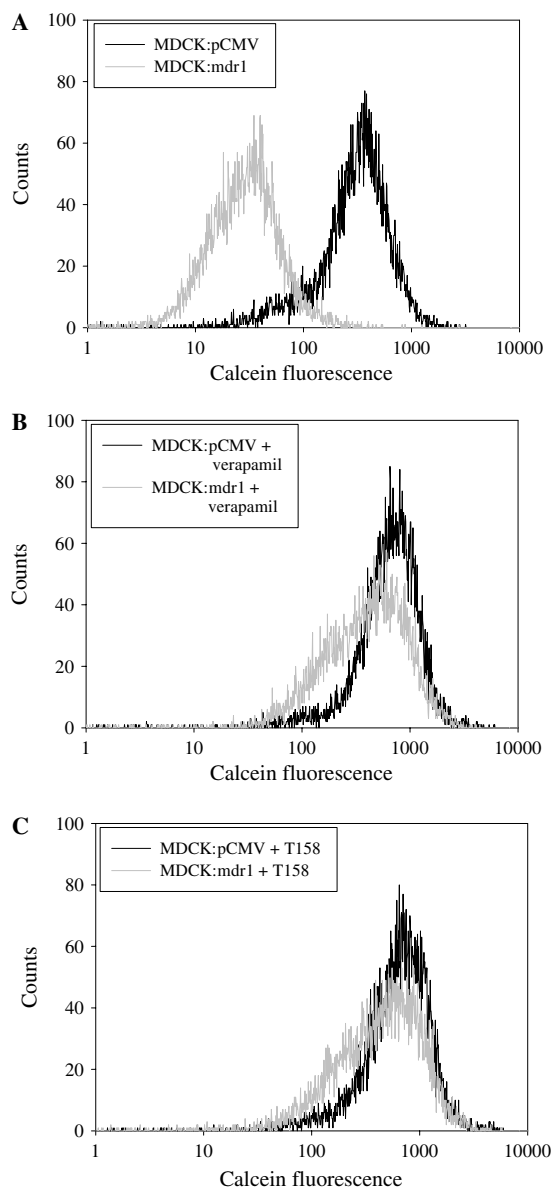 A
100
80
60
40
20
0
Counts
MDCK:pCMV
MDCK:mdr1
1
10
100
1000
10000
Calcein fluorescence
B
100
80
60
40
20
0
Counts
MDCK:pCMV +
verapamil
MDCK:mdr1 +
verapamil
1
10
100
1000
10000
Calcein fluorescence
C
100
80
60
40
20
0
Counts
MDCK:pCMV + T158
MDCK:mdr1 + T158
1
10
100
1000
10000
Calcein fluorescence